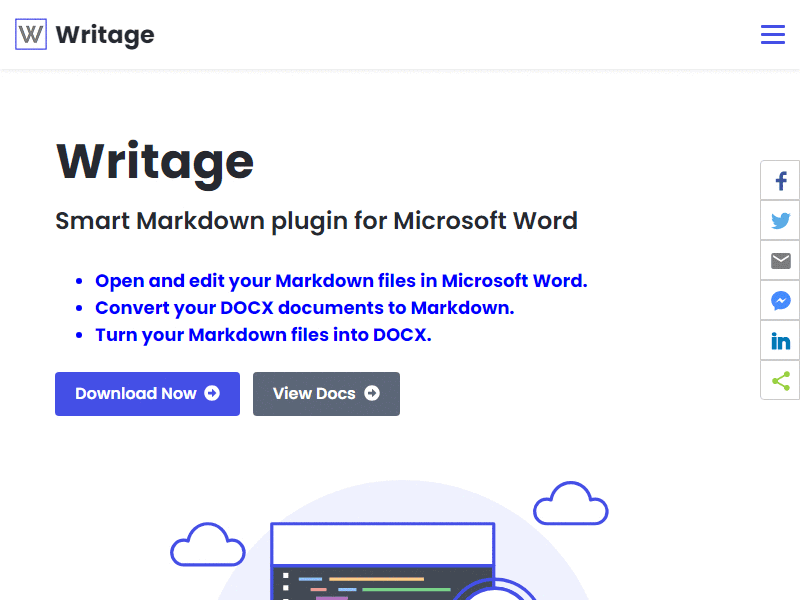 Writage
Writage
Smart Markdown plugin for Microsoft Word
Open and edit your Markdown files in Microsoft Word.
Convert your DOCX documents to Markdown.
Turn your Markdown files into DOCX.
Download Now
View Docs